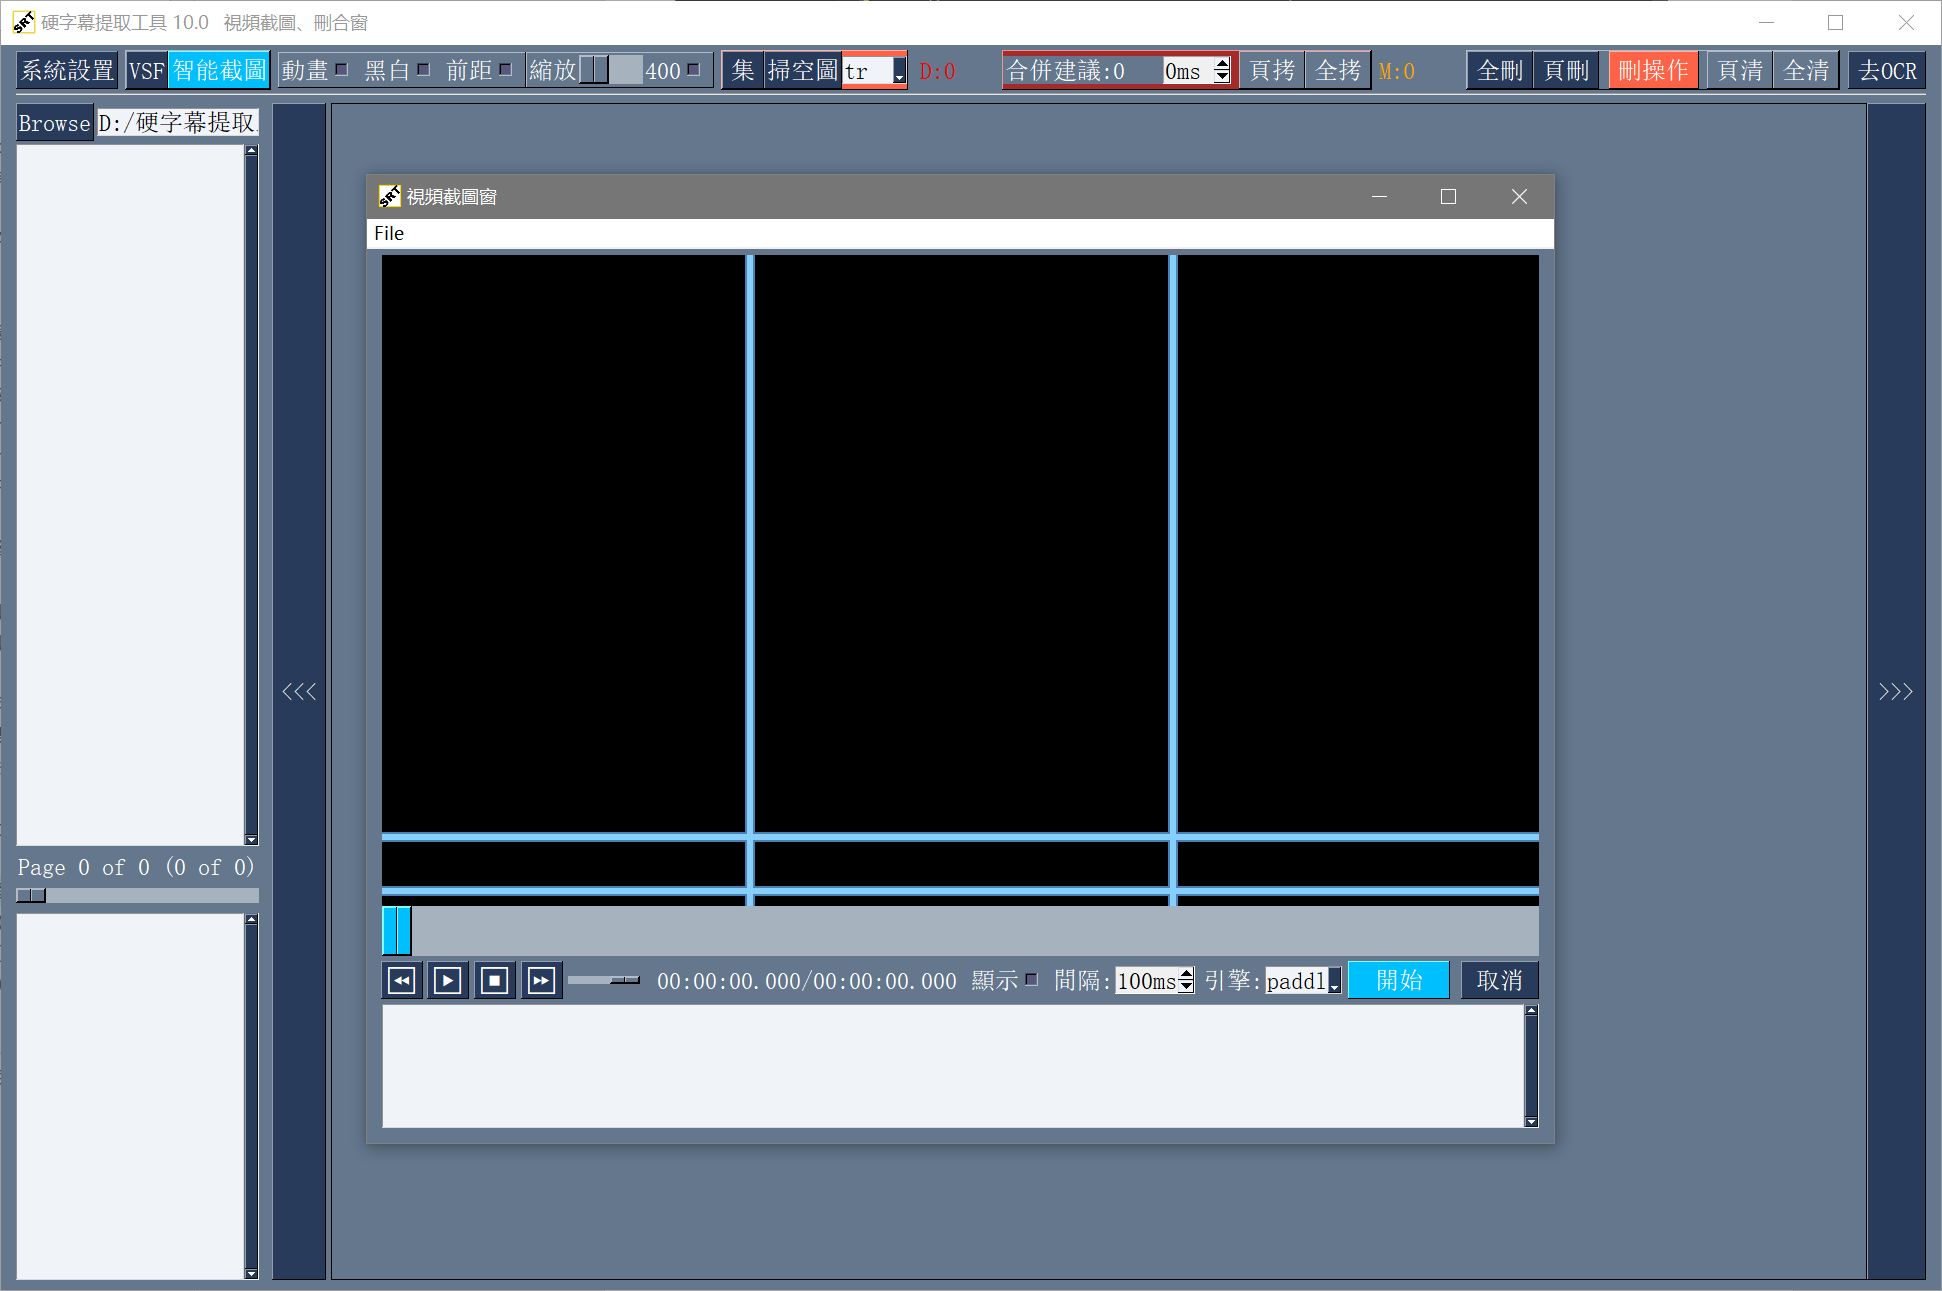 SRT 硬字幕提取工具 10.0 視頻截圖、刪合窗
系統設置 VSF 智能截圖 動畫 黑白 前距 縮放 400 集 掃空圖 tr D:0 合併建議:0 0ms 頁拷 全拷 M:0 全刪 頁刪 刪操作 頁清 全清 去OCR
Browse D:/硬字幕提取
SRT 視頻截圖窗
File
<<< >>>
Page 0 of 0 (0 of 0)
00:00:00.000/00:00:00.000 顯示 間隔: 100ms 引擎: paddl 開始 取消